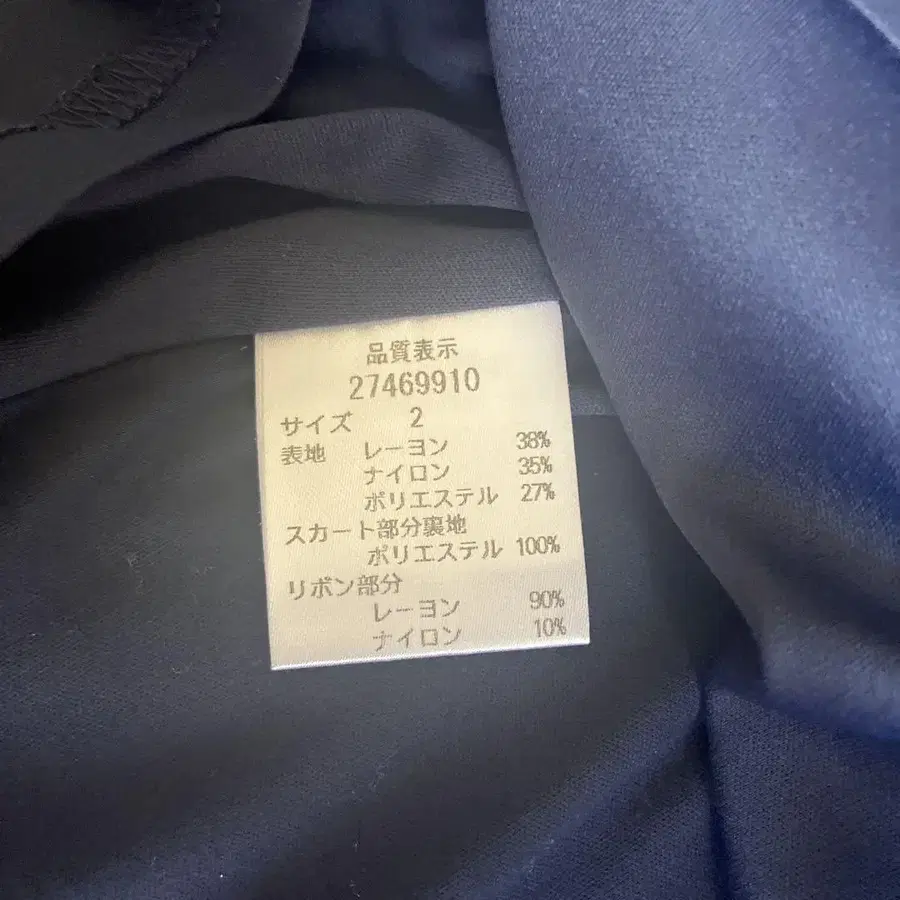 品質表示
27469910
サイズ 2
表地 レーヨン 38%
ナイロン 35%
ポリエステル 27%
スカート部分裏地
ポリエステル 100%
リボン部分
レーヨン 90%
ナイロン 10%